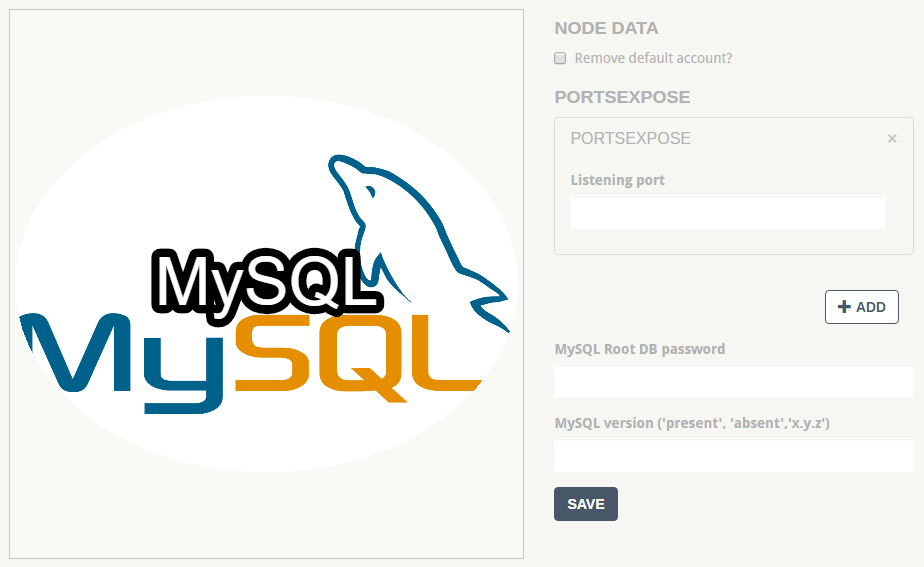 MySQL
MySQL
NODE DATA
Remove default account?
PORTSEXPOSE
PORTSEXPOSE ×
Listening port
+ ADD
MySQL Root DB password
MySQL version ('present', 'absent','x.y.z')
SAVE